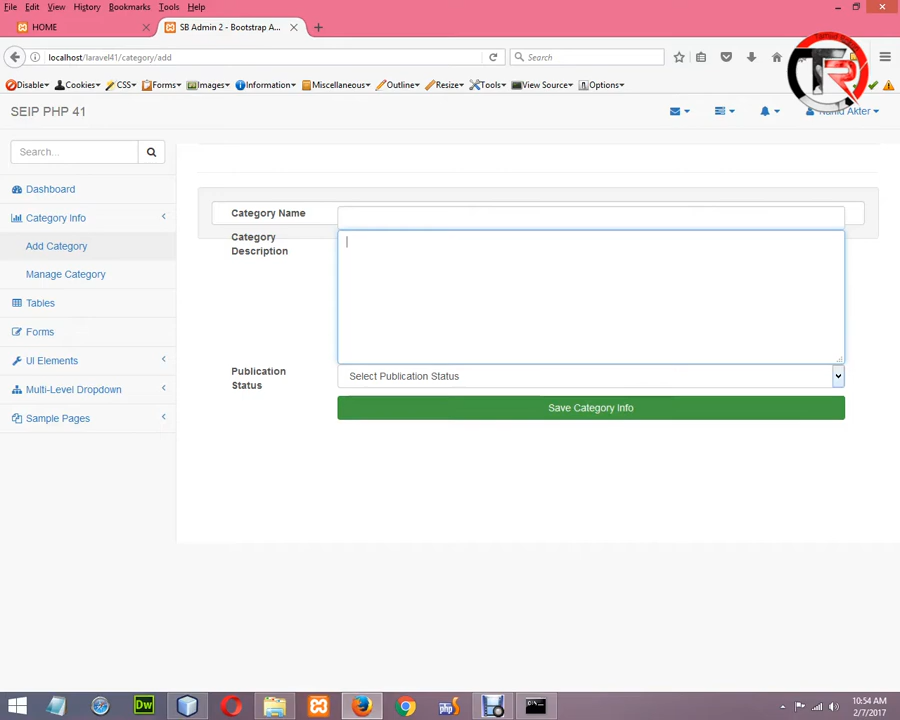 File Edit View History Bookmarks Tools Help
HOME
SB Admin 2 - Bootstrap A...
localhost/laravel41/category/add
Search
Disable Cookies CSS Forms Images Information Miscellaneous Outline Resize Tools View Source Options
SEIP PHP 41
Akter
Search...
Dashboard
Category Info
Add Category
Manage Category
Tables
Forms
UI Elements
Multi-Level Dropdown
Sample Pages
Category Name
Category
Description
Publication
Status
Select Publication Status
Save Category Info
Dw
php
10:54 AM
2/7/2017